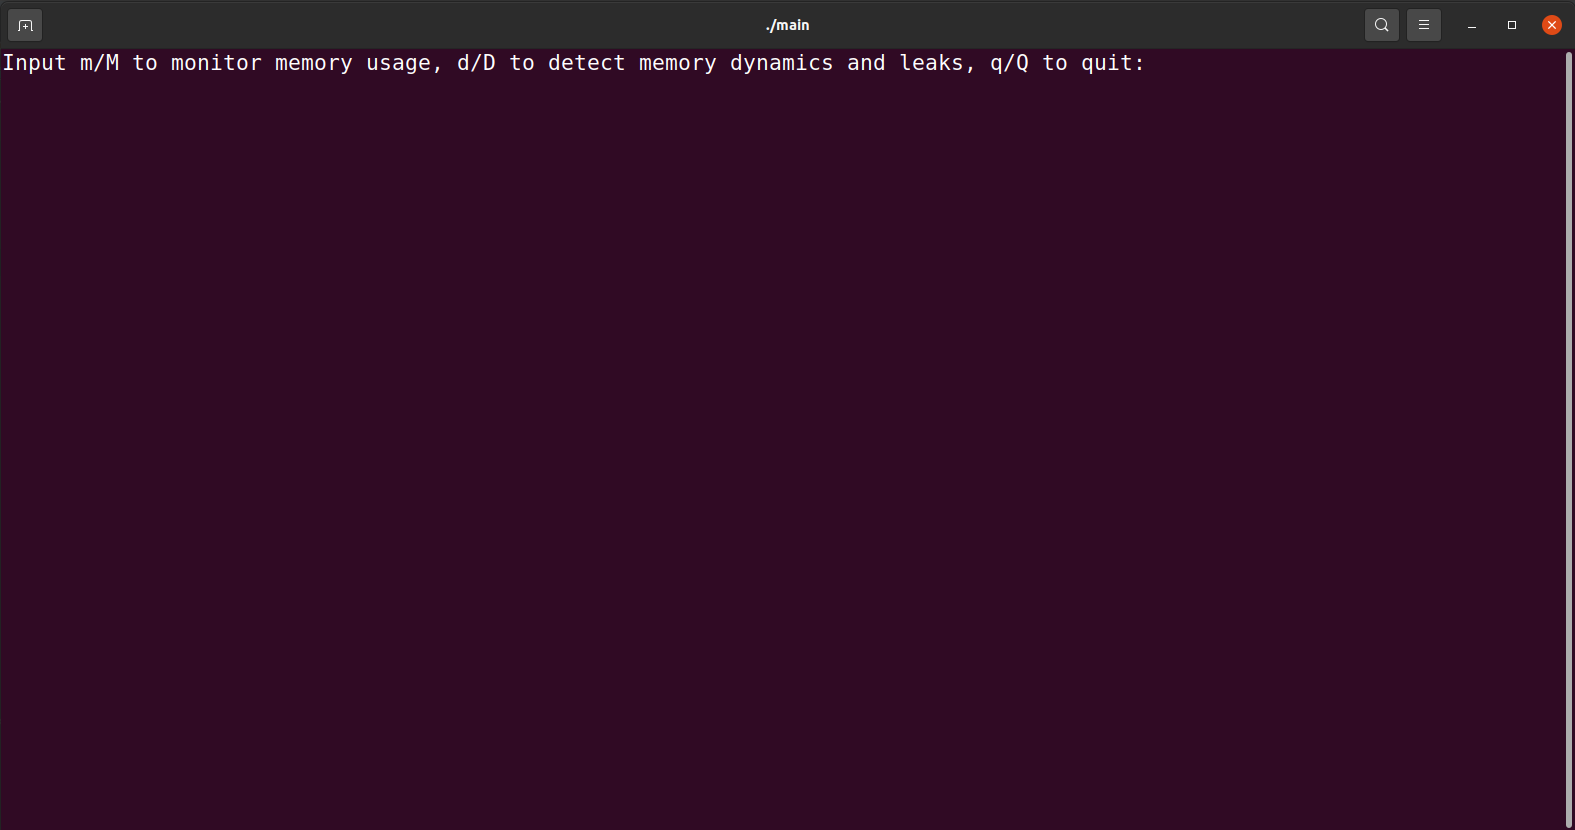 ./main
Input m/M to monitor memory usage, d/D to detect memory dynamics and leaks, q/Q to quit: